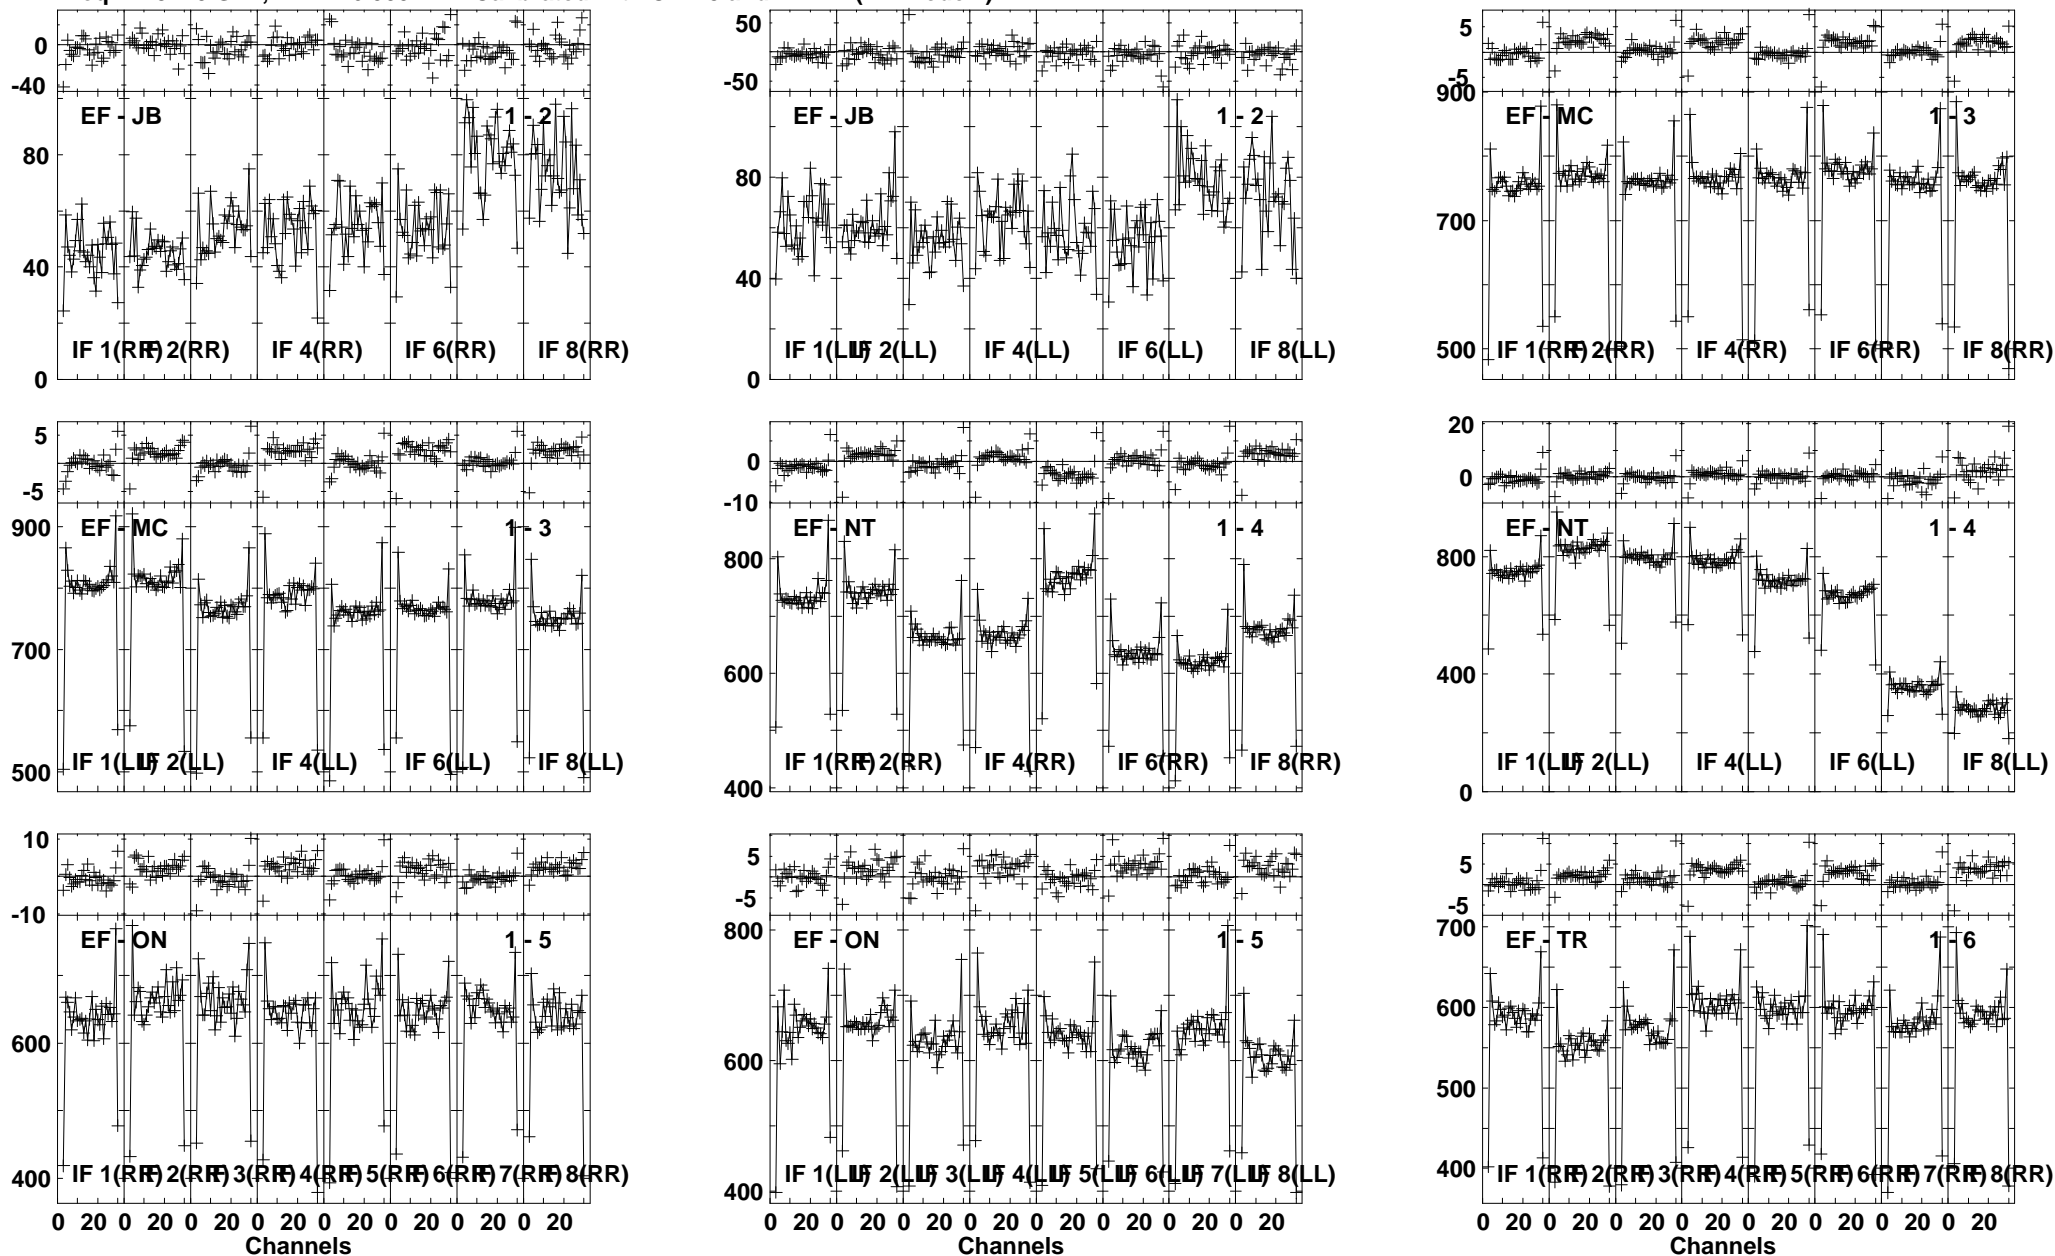 0
-40
EF - JB
1 - 2
80
40
0
IF 1(RR)
IF 2(RR)
IF 4(RR)
IF 6(RR)
IF 8(RR)
50
-50
EF - JB
1 - 2
80
40
0
IF 1(LL)
IF 2(LL)
IF 4(LL)
IF 6(LL)
IF 8(LL)
5
-5
900
EF - MC
1 - 3
700
500
IF 1(RR)
IF 2(RR)
IF 4(RR)
IF 6(RR)
IF 8(RR)
5
-5
900
EF - MC
1 - 3
700
500
IF 1(LL)
IF 2(LL)
IF 4(LL)
IF 6(LL)
IF 8(LL)
0
-10
EF - NT
1 - 4
800
600
400
IF 1(RR)
IF 2(RR)
IF 4(RR)
IF 6(RR)
IF 8(RR)
20
0
EF - NT
1 - 4
800
400
0
IF 1(LL)
IF 2(LL)
IF 4(LL)
IF 6(LL)
IF 8(LL)
10
-10
EF - ON
1 - 5
600
400
IF 1(RR)
IF 2(RR)
IF 3(RR)
IF 4(RR)
IF 5(RR)
IF 6(RR)
IF 7(RR)
IF 8(RR)
0 20 0 20 0 20 0 20 0 20 0 20 0 20 0 20
Channels
5
-5
800
EF - ON
1 - 5
600
400
IF 1(LL)
IF 2(LL)
IF 3(LL)
IF 4(LL)
IF 5(LL)
IF 6(LL)
IF 7(LL)
IF 8(LL)
0 20 0 20 0 20 0 20 0 20 0 20 0 20 0 20
Channels
5
-5
700
EF - TR
1 - 6
600
500
400
IF 1(RR)
IF 2(RR)
IF 3(RR)
IF 4(RR)
IF 5(RR)
IF 6(RR)
IF 7(RR)
IF 8(RR)
0 20 0 20 0 20 0 20 0 20 0 20 0 20 0 20
Channels